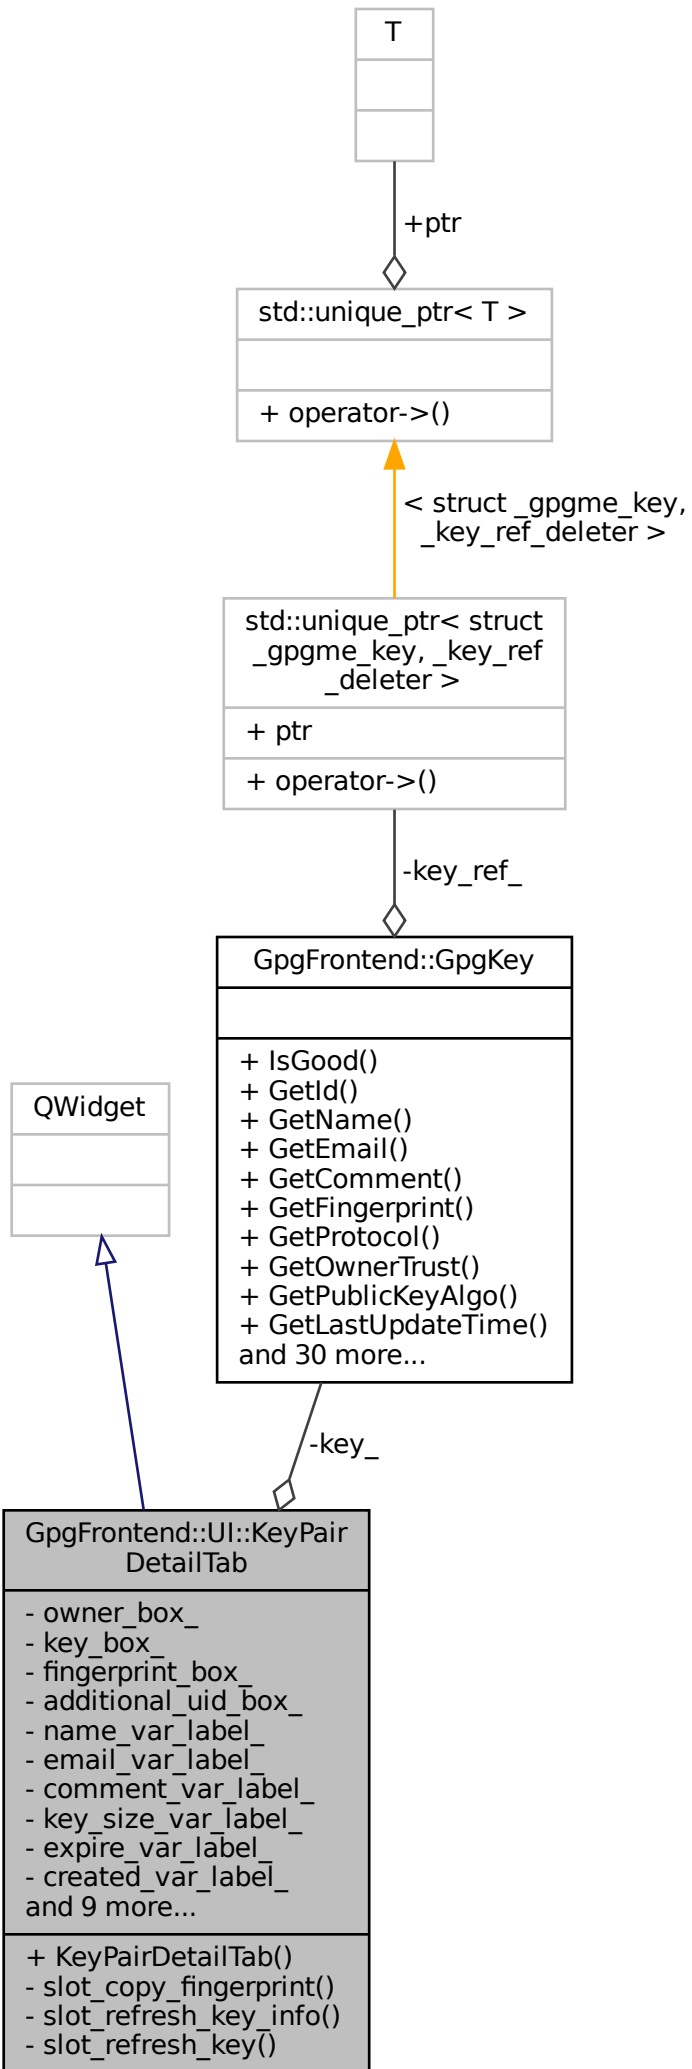 T
+ptr
std::unique_ptr< T >
+ operator->()
< struct _gpgme_key,
_key_ref_deleter >
std::unique_ptr< struct
_gpgme_key, _key_ref
_deleter >
+ ptr
+ operator->()
-key_ref_
GpgFrontend::GpgKey
+ IsGood()
+ GetId()
+ GetName()
+ GetEmail()
+ GetComment()
+ GetFingerprint()
+ GetProtocol()
+ GetOwnerTrust()
+ GetPublicKeyAlgo()
+ GetLastUpdateTime()
and 30 more...
QWidget
-key_
GpgFrontend::UI::KeyPair
DetailTab
- owner_box_
- key_box_
- fingerprint_box_
- additional_uid_box_
- name_var_label_
- email_var_label_
- comment_var_label_
- key_size_var_label_
- expire_var_label_
- created_var_label_
and 9 more...
+ KeyPairDetailTab()
- slot_copy_fingerprint()
- slot_refresh_key_info()
- slot_refresh_key()